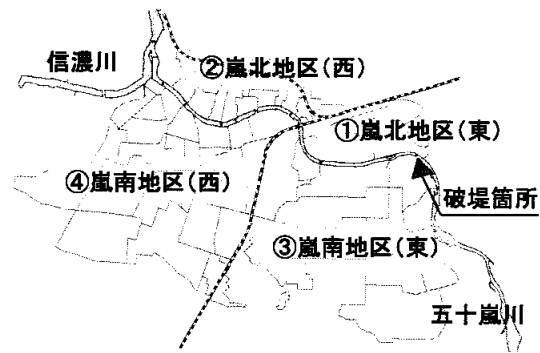 信濃川
②嵐北地区(西)
①嵐北地区(東)
④嵐南地区(西)
破堤箇所
③嵐南地区(東)
五十嵐川